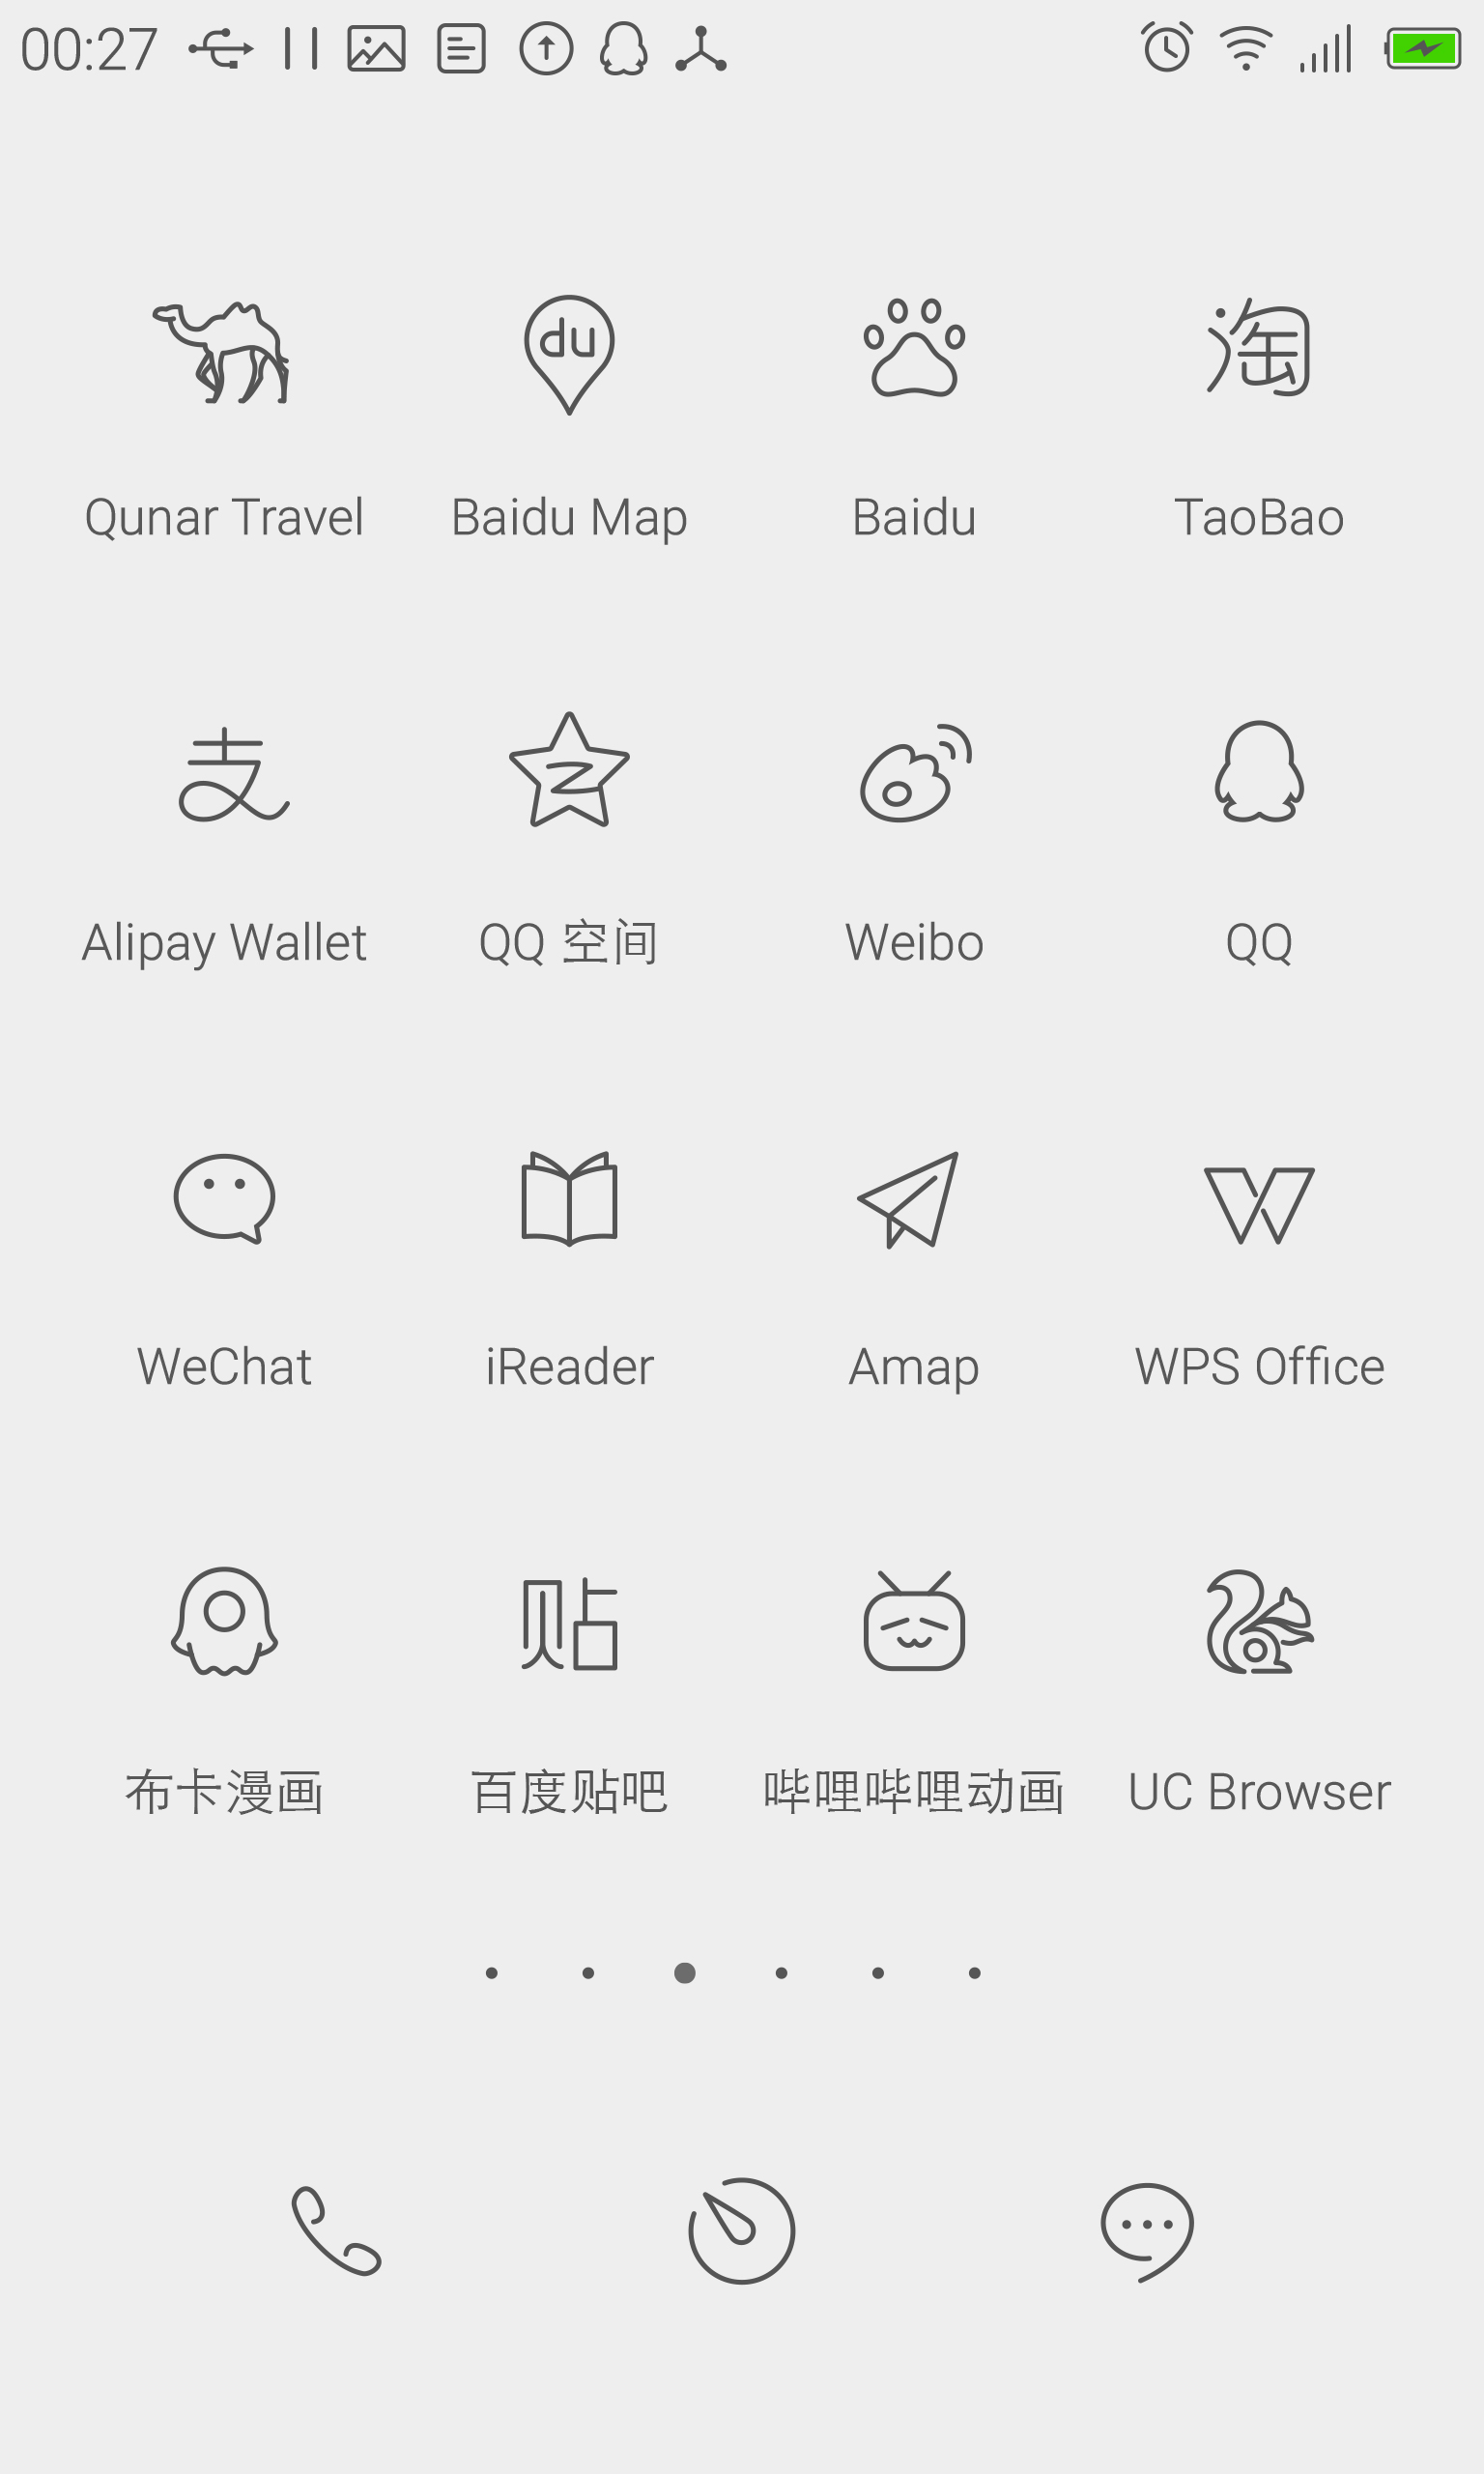 00:27
du
淘
Qunar Travel Baidu Map Baidu TaoBao
支
Alipay Wallet QQ 空间 Weibo QQ
WeChat iReader Amap WPS Office
贴
布卡漫画 百度贴吧 哔哩哔哩动画 UC Browser